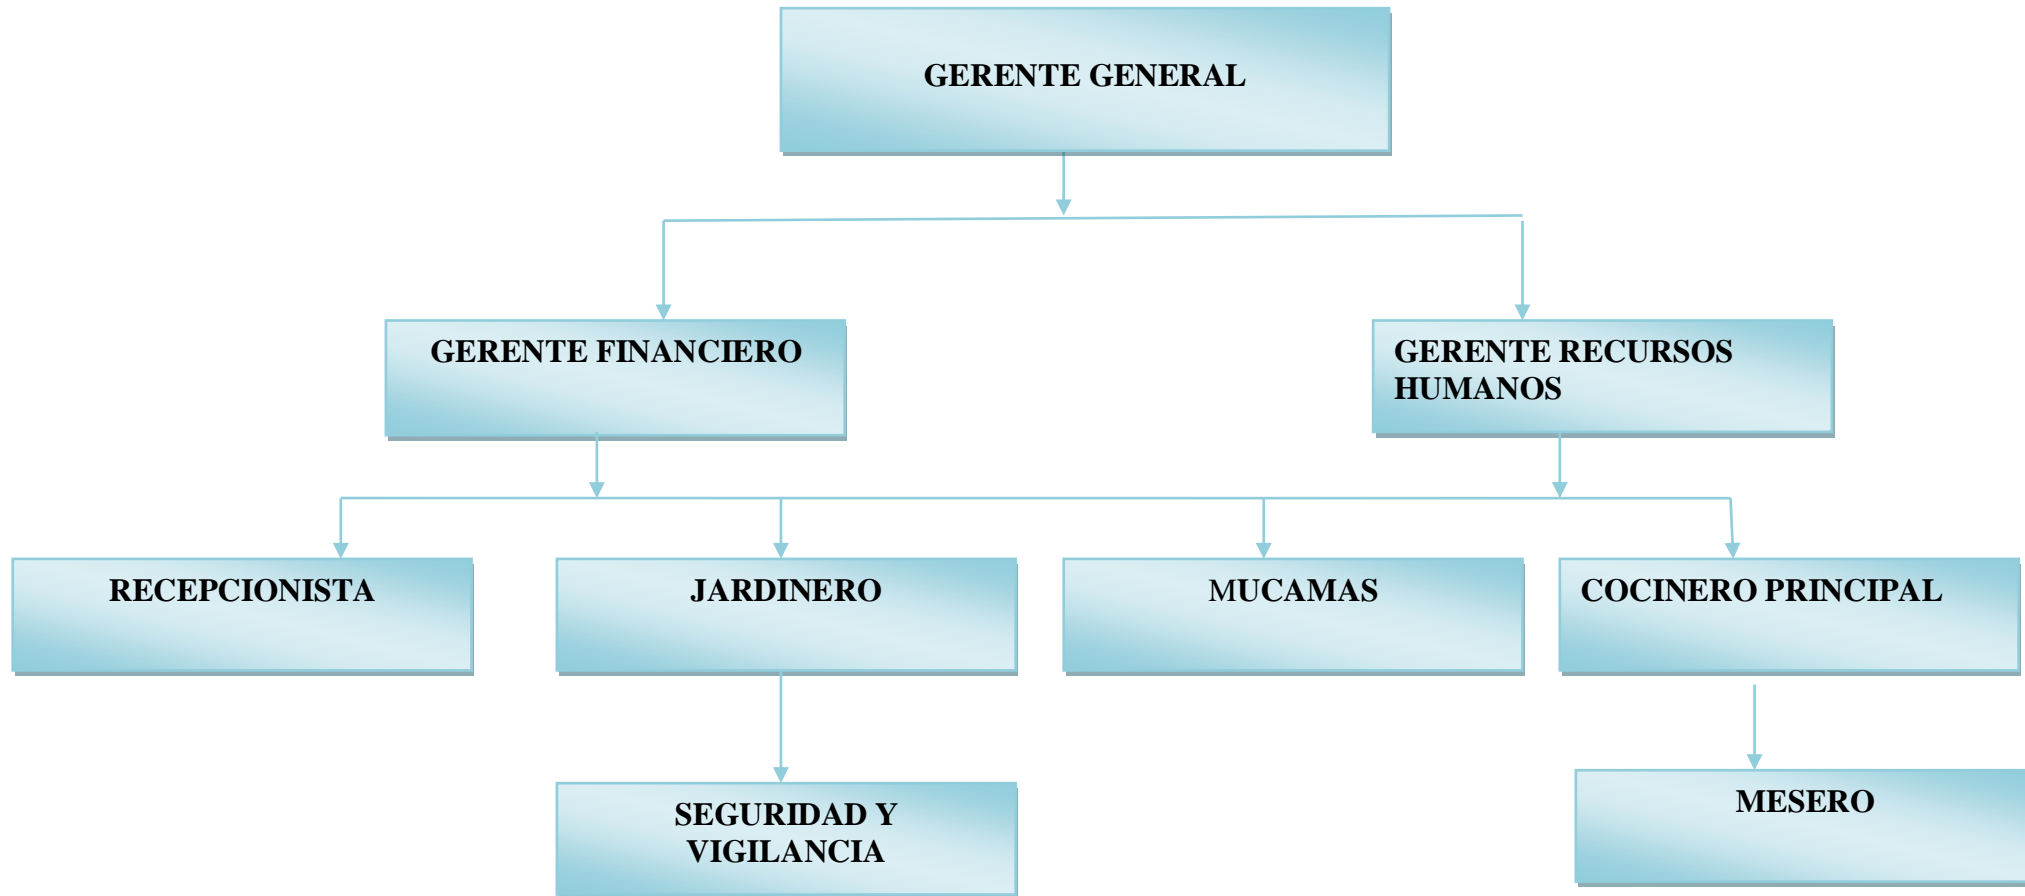 GERENTE GENERAL
GERENTE FINANCIERO
GERENTE RECURSOS
HUMANOS
RECEPCIONISTA
JARDINERO
MUCAMAS
COCINERO PRINCIPAL
SEGURIDAD Y
VIGILANCIA
MESERO